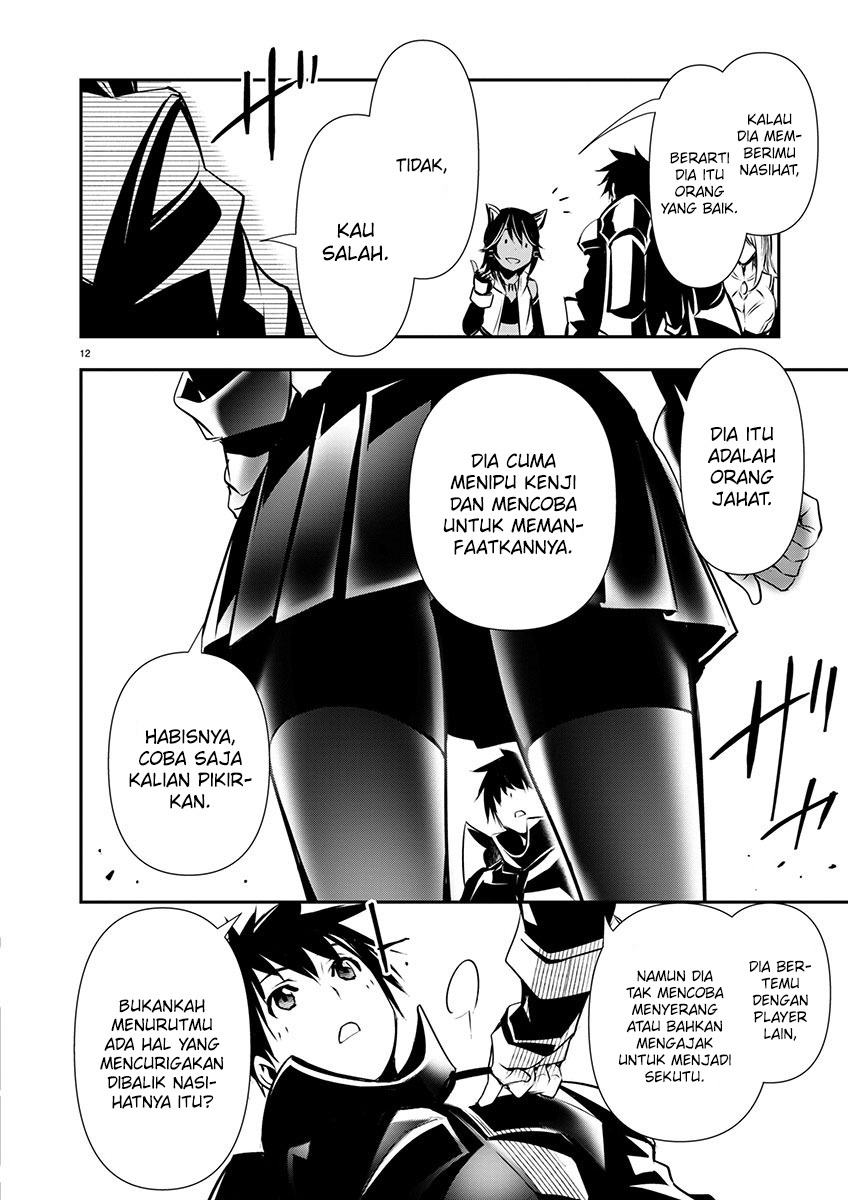 KALAU
DIA MEM-
BERIMU
NASIHAT,
BERARTI
DIA ITU
ORANG
YANG BAIK.
TIDAK,
KAU
SALAH.
12
DIA ITU
ADALAH
ORANG
JAHAT.
DIA CUMA
MENIPU KENJI
DAN MENCOBA
UNTUK MEMAN-
FAATKANNYA.
HABISNYA,
COBA SAJA
KALIAN PIKIR-
KAN.
DIA BER-
TEMU
DENGAN
PLAYER
LAIN,
NAMUN DIA
TAK MENCOBA
MENYERANG
ATAU BAHKAN
MENGAJAK
UNTUK MENJADI
SEKUTU.
BUKANKAH
MENURUTMU
ADA HAL YANG
MENCURIGAKAN
DIBALIK NASI-
HATNYA ITU?